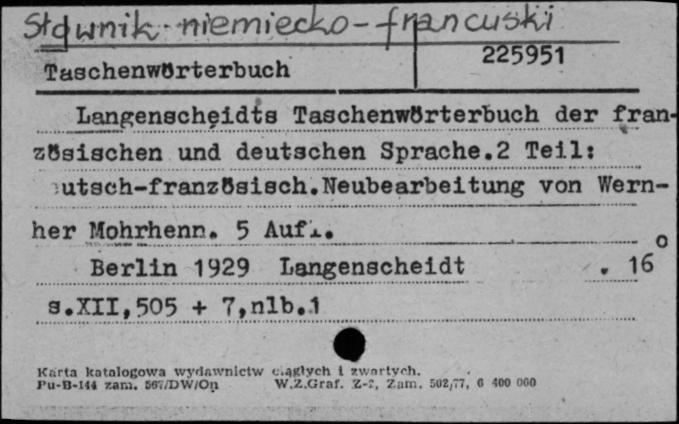 Słownik niemiecko-francuski
225951
Taschenwörterbuch
Langenscheidts Taschenwörterbuch der fran-
zösischen und deutschen Sprache.2 Teil:
utsch-französisch.Neubearbeitung von Wern-
her Mohrhenn. 5 Aufl.
Berlin 1929 Langenscheidt . 16°
s.XII,505 + 7,nlb.1
Karta katalogowa wydawnictw ciągłych i zwartych.
Pu-B-144 zam. 567/DW/On W.Z.Graf. Z-2, Zam. 502/77, 6 400 000